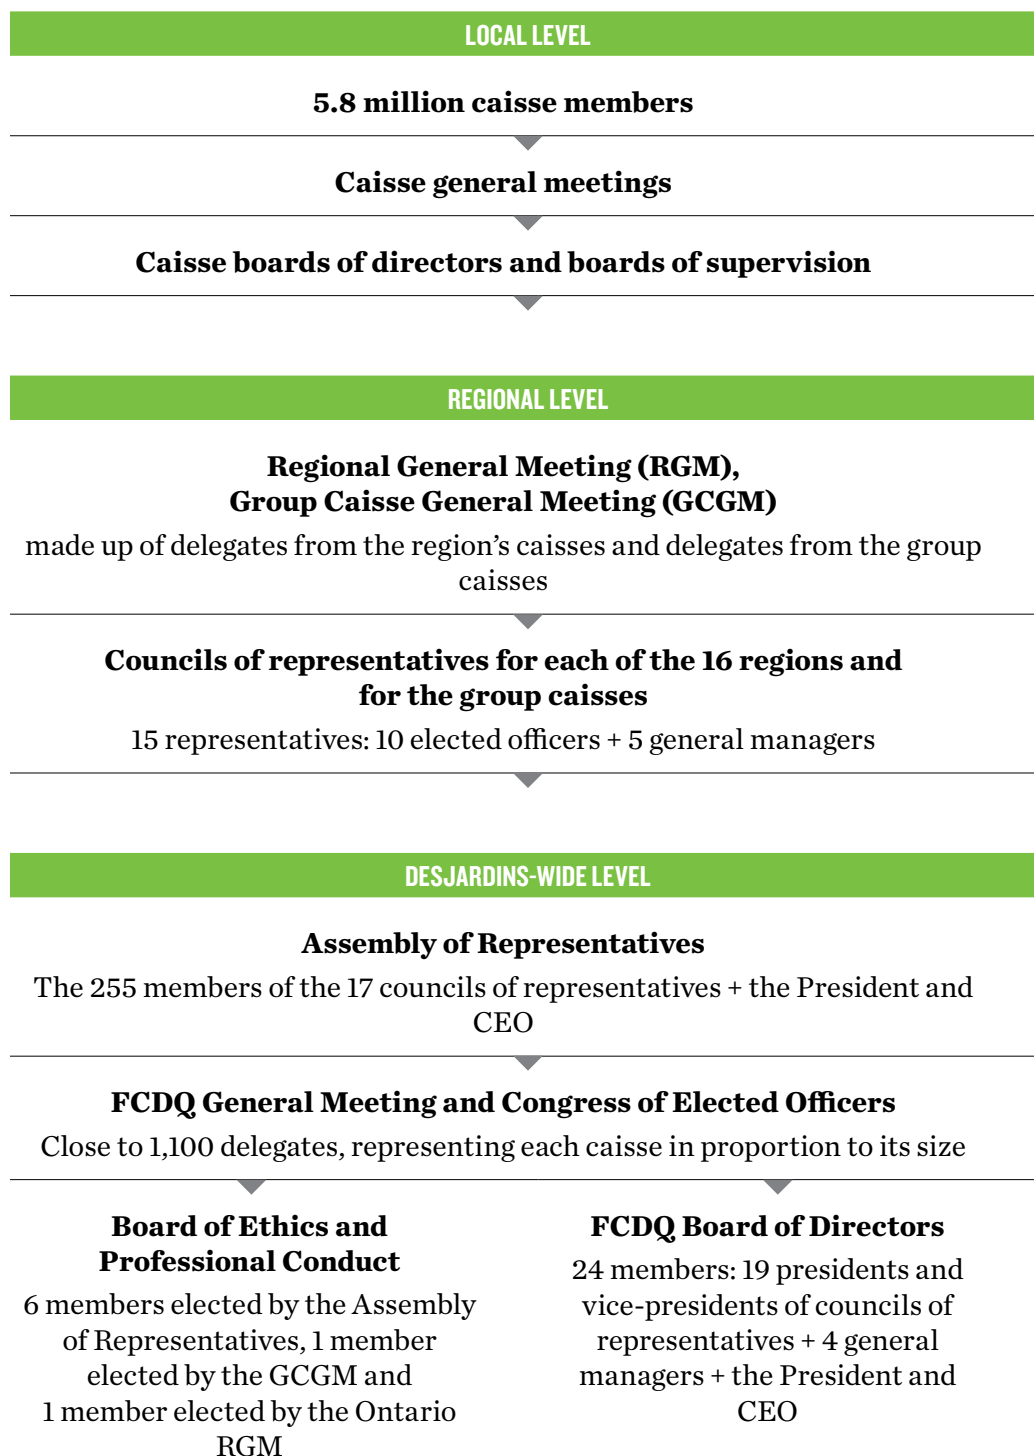 LOCAL LEVEL
5.8 million caisse members
Caisse general meetings
Caisse boards of directors and boards of supervision
REGIONAL LEVEL
Regional General Meeting (RGM),
Group Caisse General Meeting (GCGM)
made up of delegates from the region’s caisses and delegates from the group
caisses
Councils of representatives for each of the 16 regions and
for the group caisses
15 representatives: 10 elected officers + 5 general managers
DESJARDINS-WIDE LEVEL
Assembly of Representatives
The 255 members of the 17 councils of representatives + the President and
CEO
FCDQ General Meeting and Congress of Elected Officers
Close to 1,100 delegates, representing each caisse in proportion to its size
Board of Ethics and
Professional Conduct
6 members elected by the Assembly
of Representatives, 1 member
elected by the GCGM and
1 member elected by the Ontario
RGM
FCDQ Board of Directors
24 members: 19 presidents and
vice-presidents of councils of
representatives + 4 general
managers + the President and
CEO